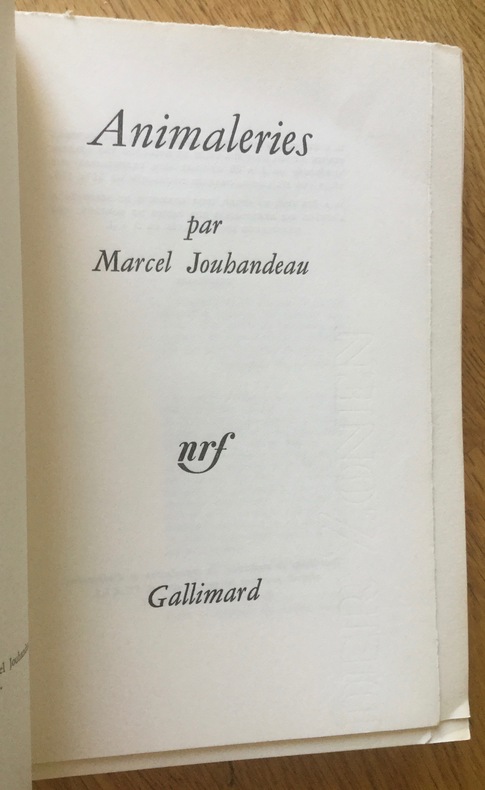 Animaleries
par
Marcel Jouhandeau
nrf
Gallimard